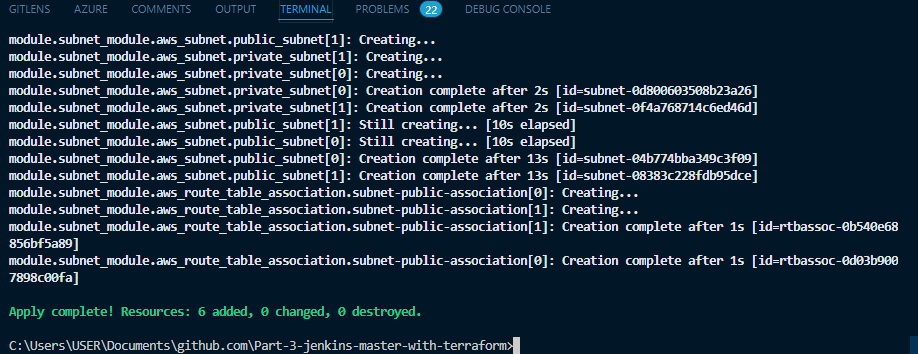 GITLENS AZURE COMMENTS OUTPUT TERMINAL PROBLEMS 22 DEBUG CONSOLE
module.subnet_module.aws_subnet.public_subnet[1]: Creating...
module.subnet_module.aws_subnet.private_subnet[1]: Creating...
module.subnet_module.aws_subnet.private_subnet[0]: Creating...
module.subnet_module.aws_subnet.private_subnet[0]: Creation complete after 2s [id=subnet-0d800603508b23a26]
module.subnet_module.aws_subnet.private_subnet[1]: Creation complete after 2s [id=subnet-0f4a768714c6ed46d]
module.subnet_module.aws_subnet.public_subnet[1]: Still creating... [10s elapsed]
module.subnet_module.aws_subnet.public_subnet[0]: Still creating... [10s elapsed]
module.subnet_module.aws_subnet.public_subnet[0]: Creation complete after 13s [id=subnet-04b774bba349c3f09]
module.subnet_module.aws_subnet.public_subnet[1]: Creation complete after 13s [id=subnet-08383c228fdb95dce]
module.subnet_module.aws_route_table_association.subnet-public-association[0]: Creating...
module.subnet_module.aws_route_table_association.subnet-public-association[1]: Creating...
module.subnet_module.aws_route_table_association.subnet-public-association[1]: Creation complete after 1s [id=rtbassoc-0b540e68
856bf5a89]
module.subnet_module.aws_route_table_association.subnet-public-association[0]: Creation complete after 1s [id=rtbassoc-0d03b900
7898c00fa]
Apply complete! Resources: 6 added, 0 changed, 0 destroyed.
C:\Users\USER\Documents\github.com\Part-3-jenkins-master-with-terraform>